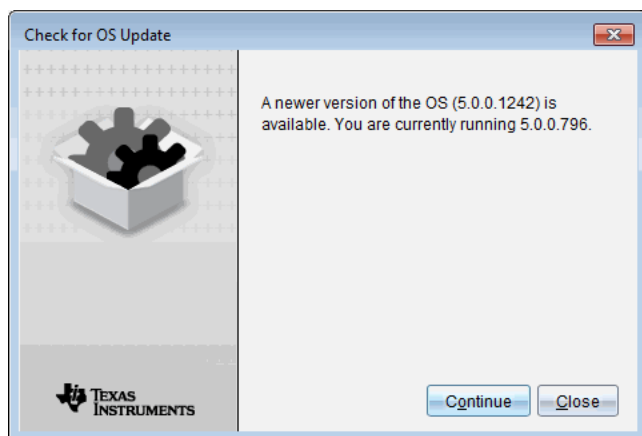 Check for OS Update
A newer version of the OS (5.0.0.1242) is
available. You are currently running 5.0.0.796.
TEXAS
INSTRUMENTS
Continue
Close